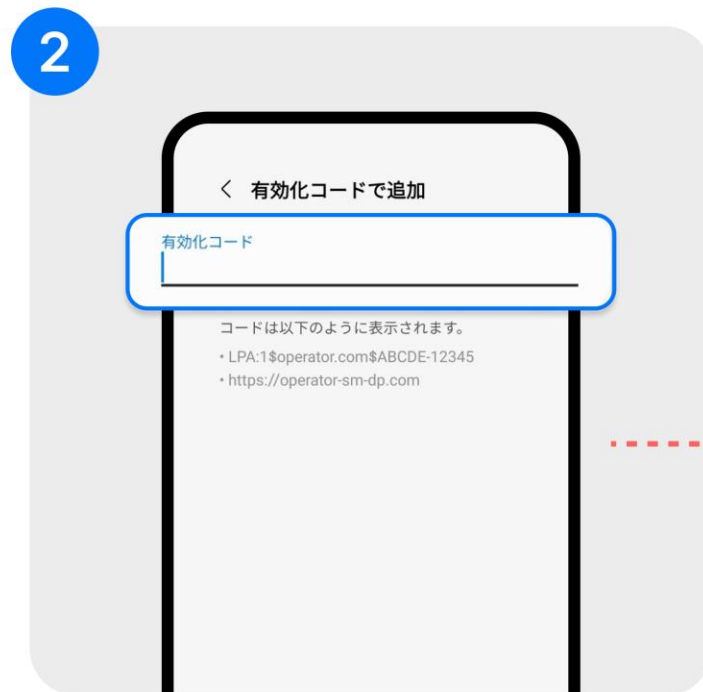 2
< 有効化コードで追加
有効化コード
コードは以下のように表示されます。
• LPA:1$operator.com$ABCDE-12345
• https://operator-sm-dp.com